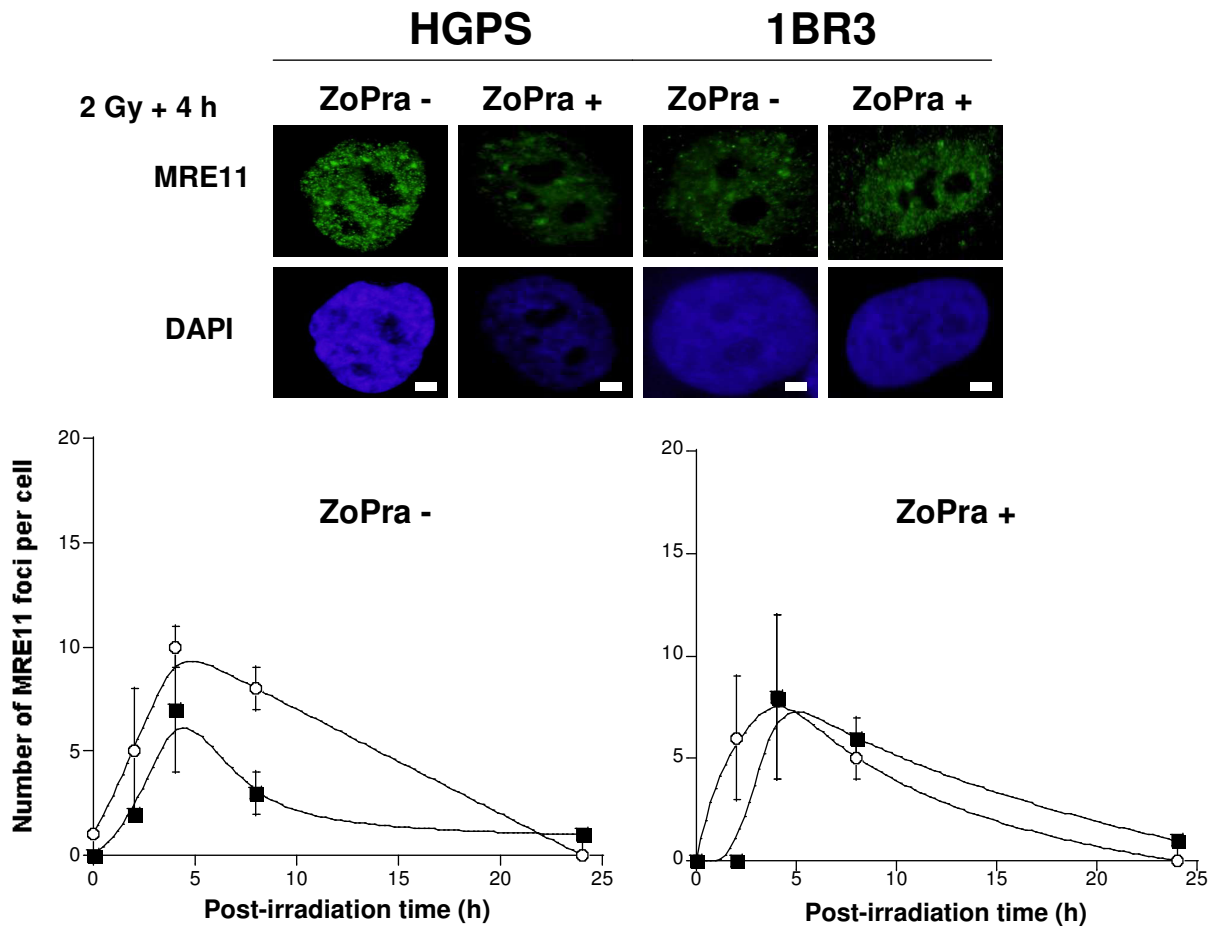 HGPS 1BR3
2 Gy + 4 h ZoPra - ZoPra + ZoPra - ZoPra +
MRE11
DAPI
Number of MRE11 foci per cell
ZoPra -
20
15
10
5
0
0 5 10 15 20 25
Post-irradiation time (h)
ZoPra +
20
15
10
5
0
0 5 10 15 20 25
Post-irradiation time (h)